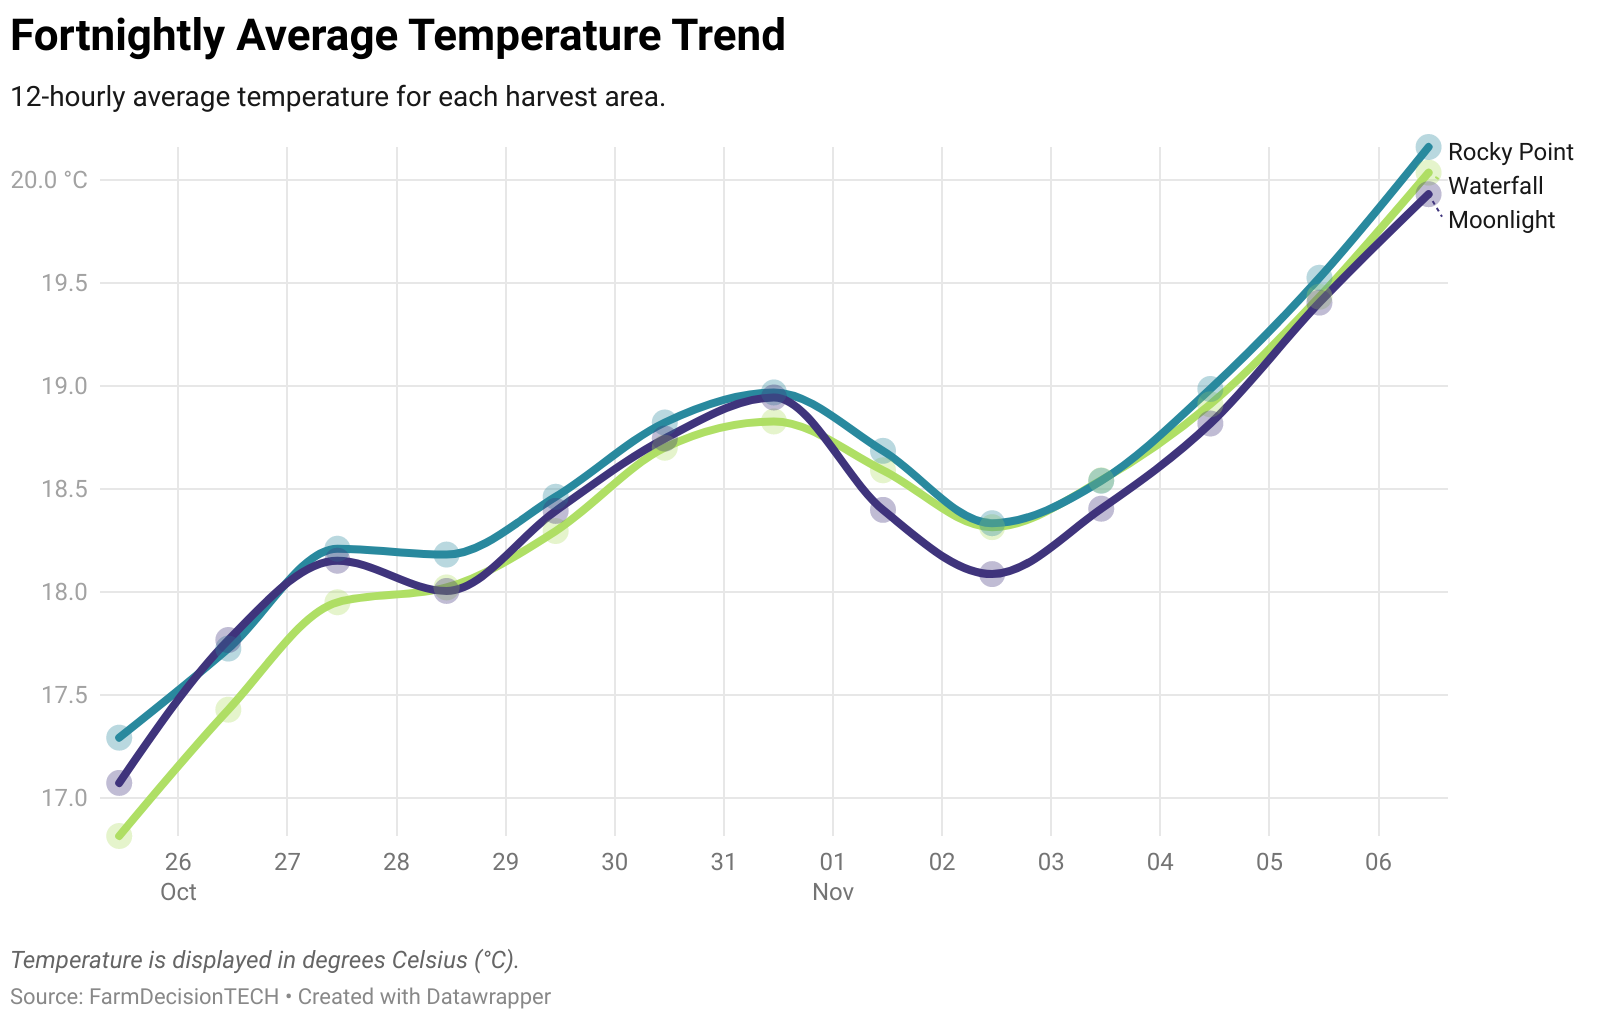 Fortnightly Average Temperature Trend
12-hourly average temperature for each harvest area.
20.0 °C
19.5
19.0
18.5
18.0
17.5
17.0
Rocky Point
Waterfall
Moonlight
26 27 28 29 30 31 01 02 03 04 05 06
Oct Nov
Temperature is displayed in degrees Celsius (°C).
Source: FarmDecisionTECH • Created with Datawrapper